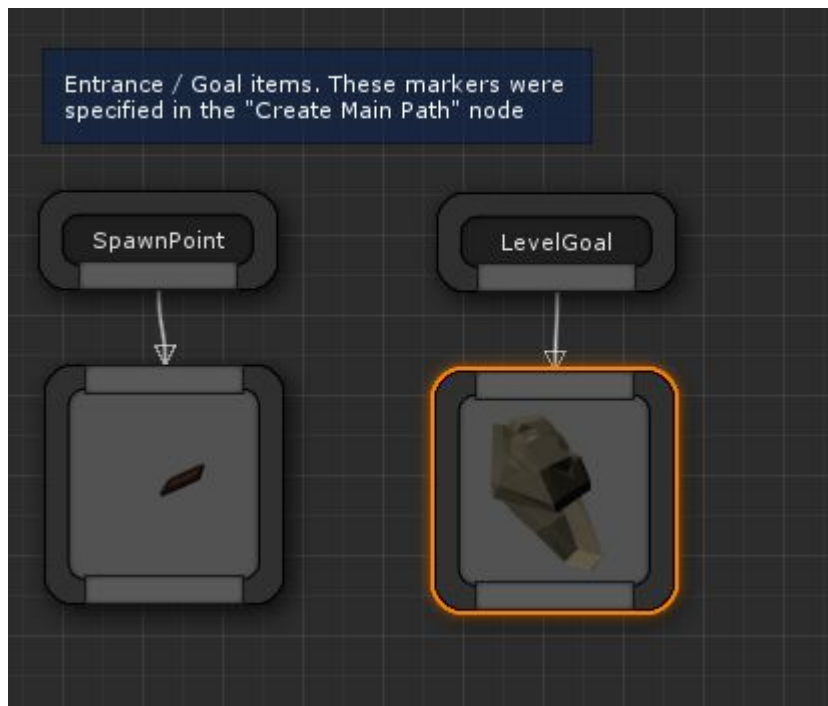 Entrance / Goal items. These markers were
specified in the "Create Main Path" node
SpawnPoint
LevelGoal